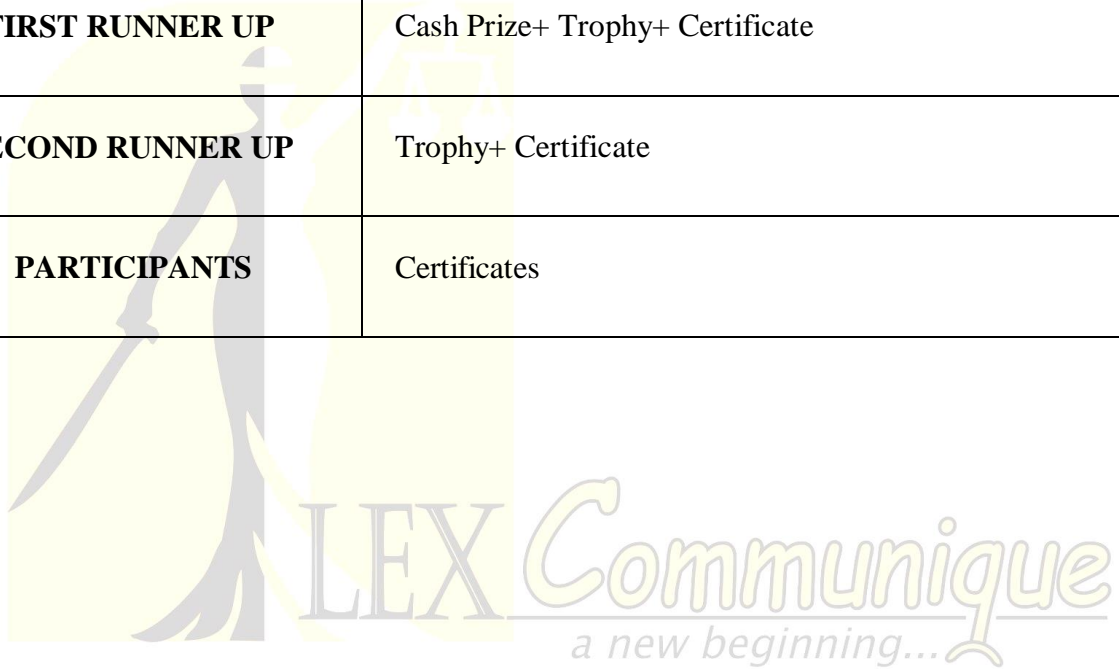 FIRST RUNNER UP Cash Prize+ Trophy+ Certificate
SECOND RUNNER UP Trophy+ Certificate
PARTICIPANTS Certificates
LEX Communique
a new beginning...